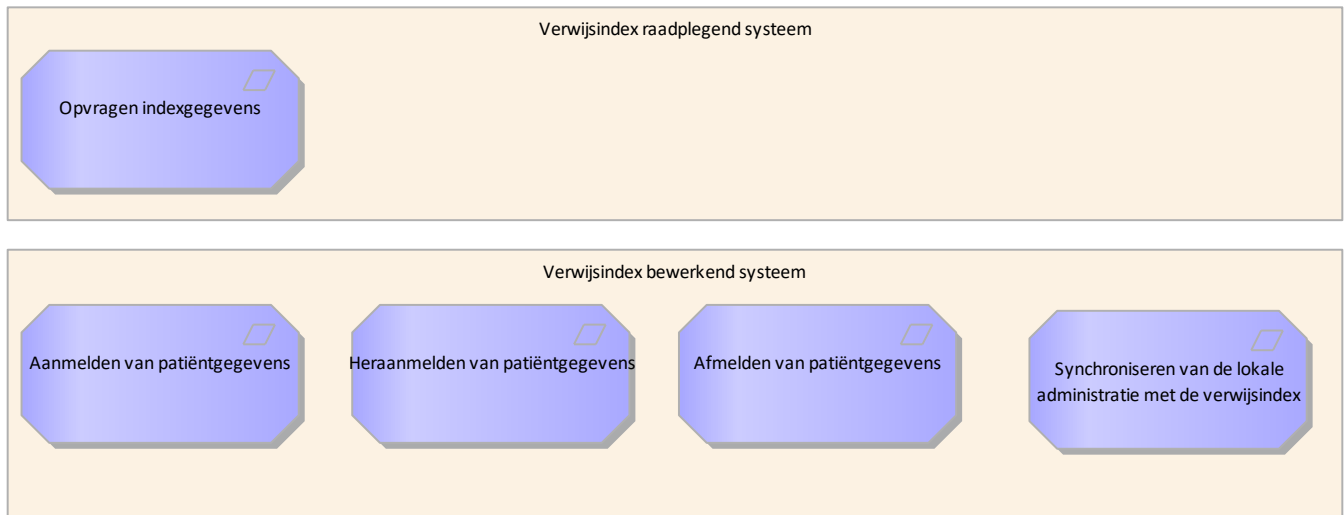 Verwijsindex raadplegend systeem
Opvragen indexgegevens
Verwijsindex bewerkend systeem
Aanmelden van patiëntgegevens
Heraanmelden van patiëntgegevens
Afmelden van patiëntgegevens
Synchroniseren van de lokale
administratie met de verwijsindex